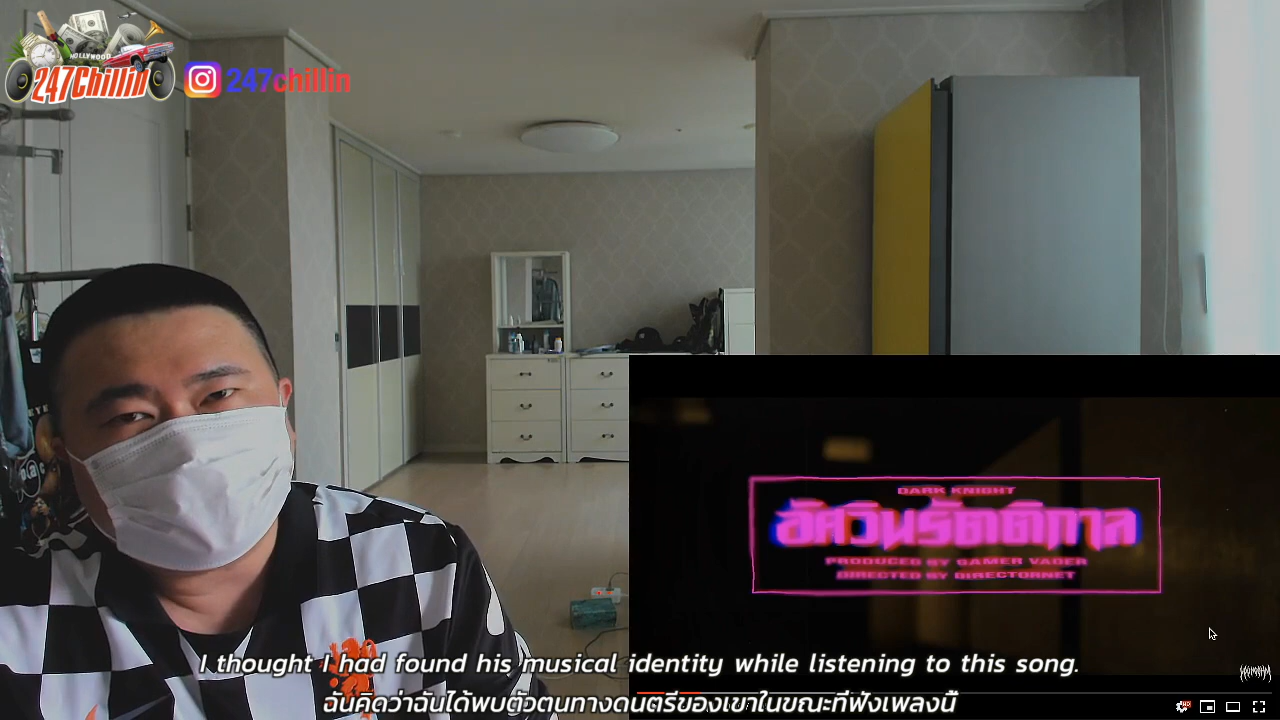 HOLLYWOOD
247Chillin
247chillin
DARK KNIGHT
อัศวินรัตติกาล
PRODUCED BY GAMER VADER
DIRECTED BY DIRECTORNET
I thought I had found his musical identity while listening to this song.
ฉันคิดว่าฉันได้พบตัวตนทางดนตรีของเขาในขณะที่ฟังเพลงนี้
HD